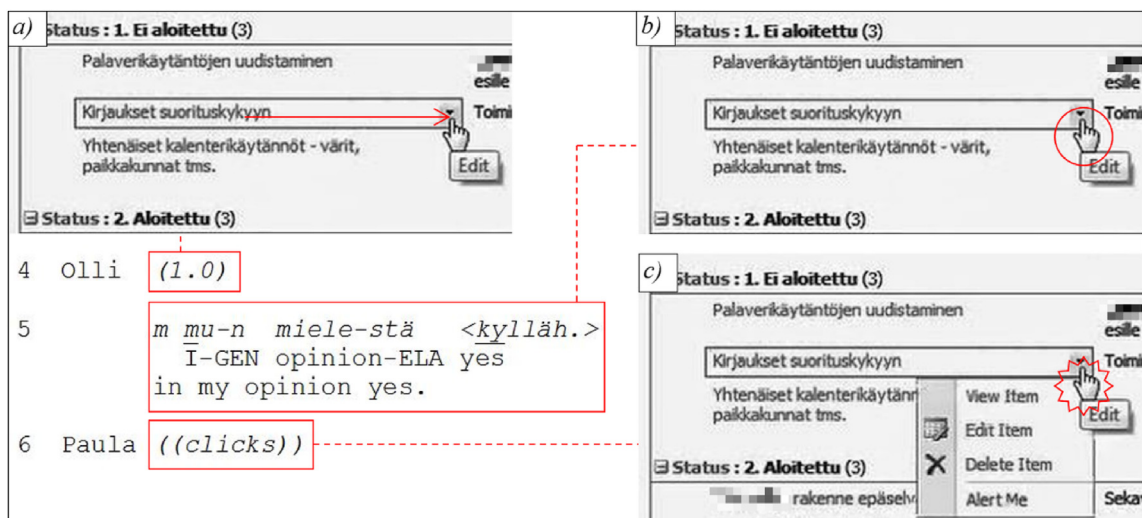 a)
Status : 1. Ei aloitettu (3)
Palaverikäytäntöjen uudistaminen
esille
Kirjaukset suorituskykyyn
Toimi
Yhtenäiset kalenterikäytännöt - värit,
paikkakunnat tms.
Edit
Status : 2. Aloitettu (3)
b)
Status : 1. Ei aloitettu (3)
Palaverikäytäntöjen uudistaminen
esille
Kirjaukset suorituskykyyn
Toimi
Yhtenäiset kalenterikäytännöt - värit,
paikkakunnat tms.
Edit
Status : 2. Aloitettu (3)
4 Olli (1.0)
5 m mu-n miele-stä <kylläh.>
I-GEN opinion-ELA yes
in my opinion yes.
6 Paula ((clicks))
c)
Status : 1. Ei aloitettu (3)
Palaverikäytäntöjen uudistaminen
esille
Kirjaukset suorituskykyyn
Toimi
Yhtenäiset kalenterikäytänn
paikkakunnat tms.
Edit
View Item
Edit Item
Delete Item
Alert Me
Status : 2. Aloitettu (3)
rakenne epäselv
Seka